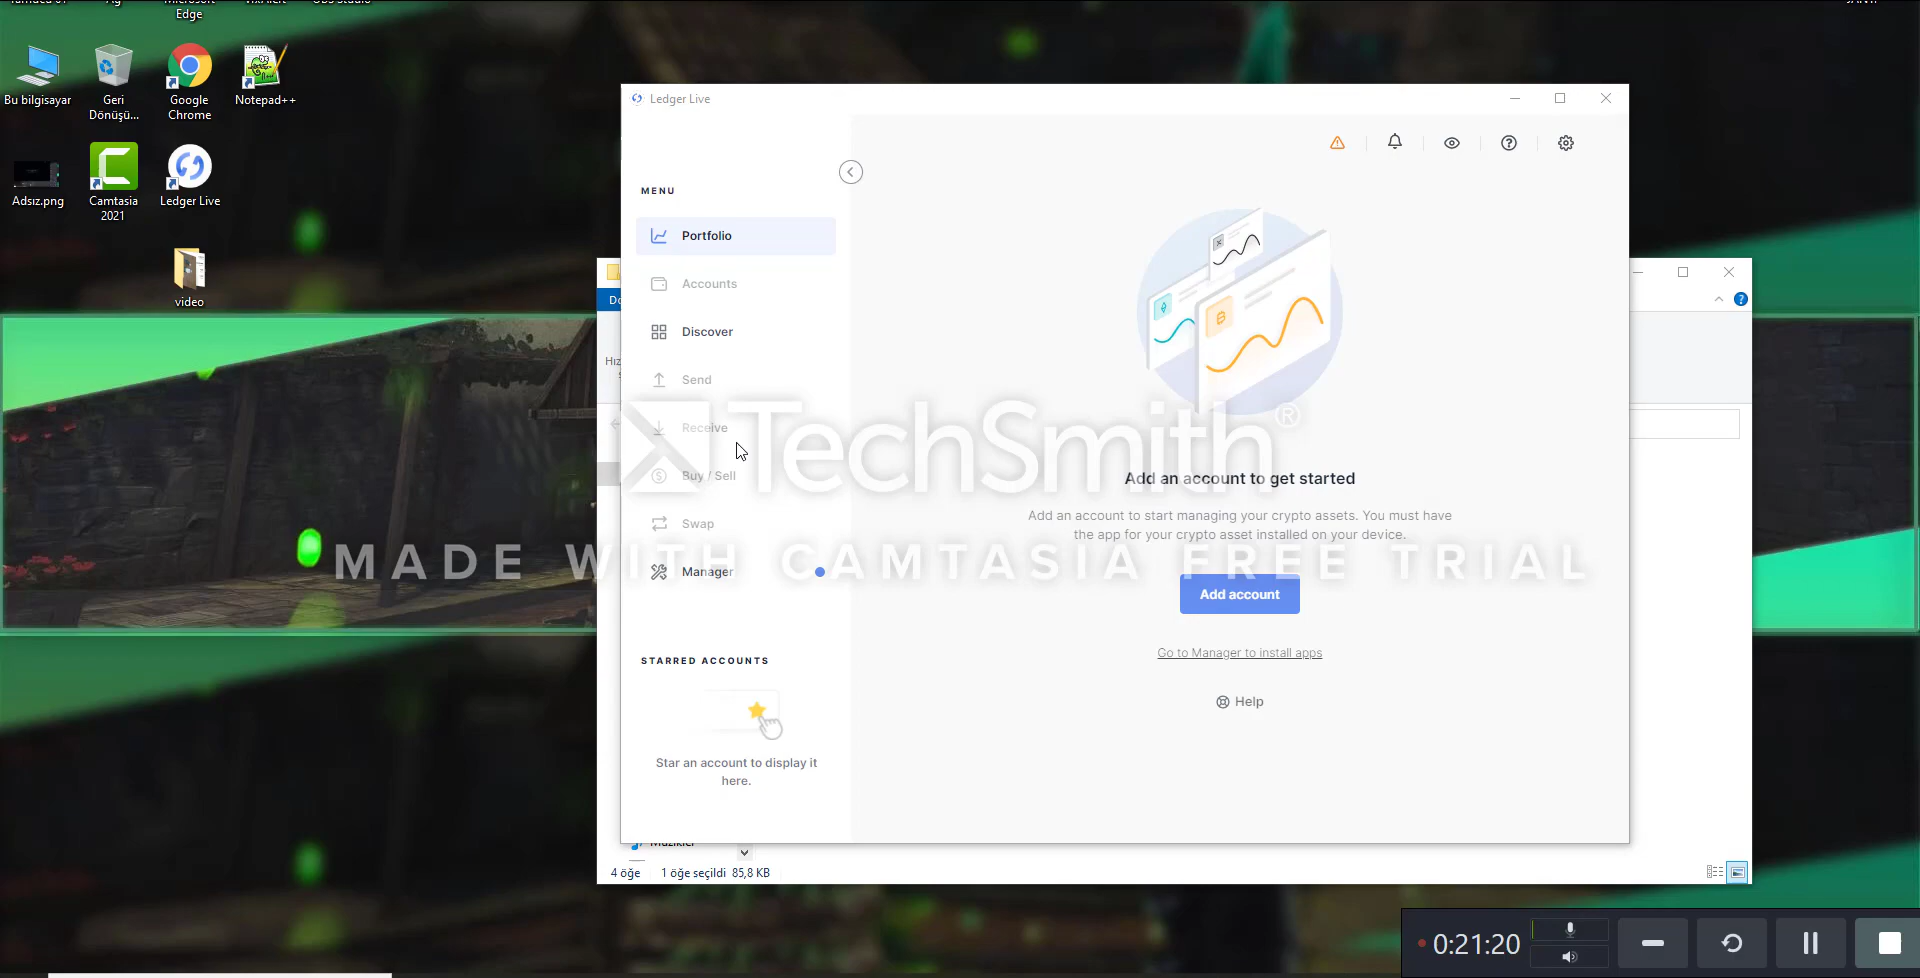 Edge
Bu bilgisayar
Geri
Dönüşü...
Google
Chrome
Notepad++
Adsız.png
Camtasia
2021
Ledger Live
video
Ledger Live
MENU
Portfolio
Accounts
Discover
Send
Receive
Buy / Sell
Swap
Manager
STARRED ACCOUNTS
Star an account to display it
here.
TechSmith®
MADE WITH CAMTASIA FREE TRIAL
Add an account to get started
Add an account to start managing your crypto assets. You must have
the app for your crypto asset installed on your device.
Add account
Go to Manager to install apps
Help
4 öğe
1 öğe seçildi 85,8 KB
0:21:20